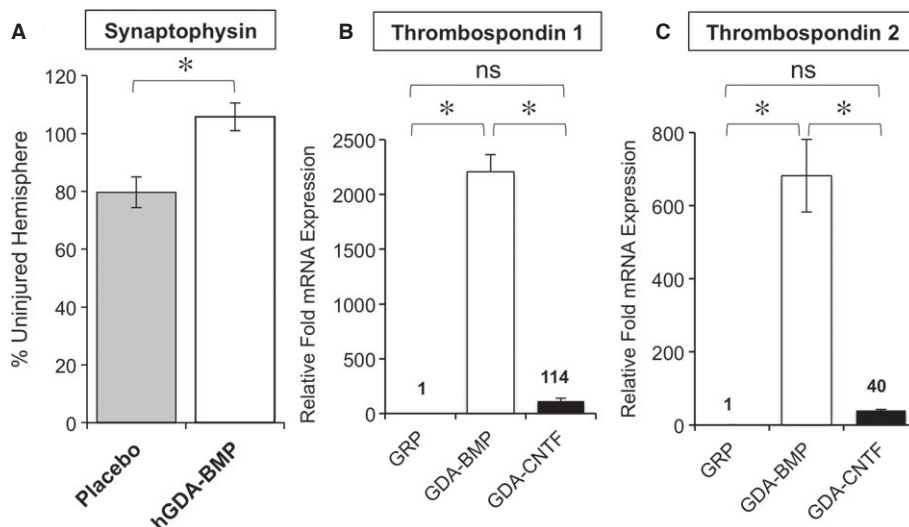 A
Synaptophysin
*
120
100
80
60
40
20
0
% Uninjured Hemisphere
Placebo
hGDA-BMP
B
Thrombospondin 1
ns
* *
2500
2000
1500
1000
500
0
Relative Fold mRNA Expression
1
114
GRP
GDA-BMP
GDA-CNTF
C
Thrombospondin 2
ns
* *
800
600
400
200
0
Relative Fold mRNA Expression
1
40
GRP
GDA-BMP
GDA-CNTF